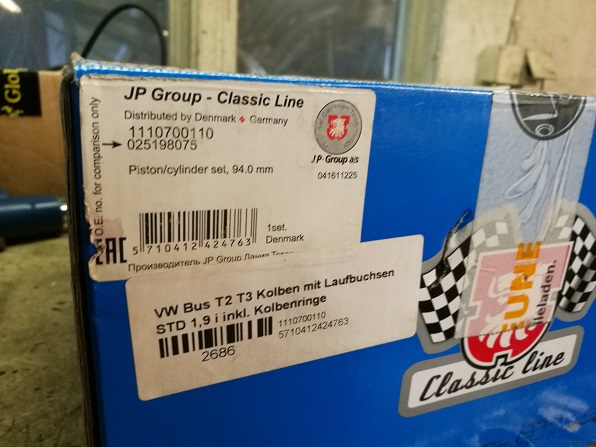 JP Group - Classic Line
Distributed by Denmark Germany
1110700110
025198075
Piston/cylinder set, 94.0 mm
O.E. no. for comparison only
J.P. Group a/s
041611225
EAC
5 710412 424763
1set.
Denmark
Производитель JP Group Дания
VW Bus T2 T3 Kolben mit Laufbuchsen
STD 1,9 i inkl. Kolbenringe
1110700110
5710412424763
2686
Classic line